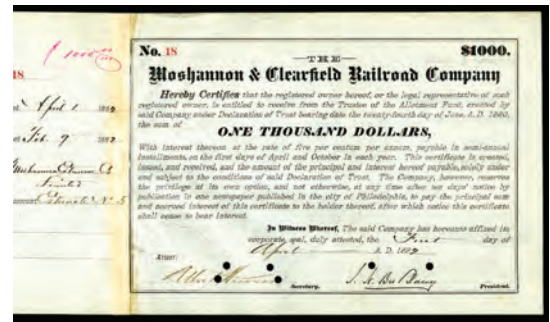 18
April 1 188
Feb. 9 188
No. 18
$1000.
THE
Moshannon & Clearfield Railroad Company
Hereby Certifies that the registered owner hereof, or the legal representative of such
registered owner, is entitled to receive from the Trustee of the Allotment Fund, created by
said Company under Declaration of Trust bearing date the twenty-fourth day of June, A. D. 1880,
the sum of
ONE THOUSAND DOLLARS,
With interest thereon at the rate of five per centum per annum, payable in semi-annual
installments, on the first days of April and October in each year. This certificate is created,
issued, and received, and the amount of the principal and interest hereof payable, solely under
and subject to the conditions of said Declaration of Trust. The Company, however, reserves
the privilege at its own option, and not otherwise, at any time after ten days' notice by
publication in one newspaper published in the city of Philadelphia, to pay the principal sum
and accrued interest of this certificate to the holder thereof, after which notice this certificate
shall cease to bear interest.
In Witness Whereof, The said Company has hereunto affixed its
corporate seal, duly attested, the First day of
April A. D. 188
Attest:
Secretary.
President.